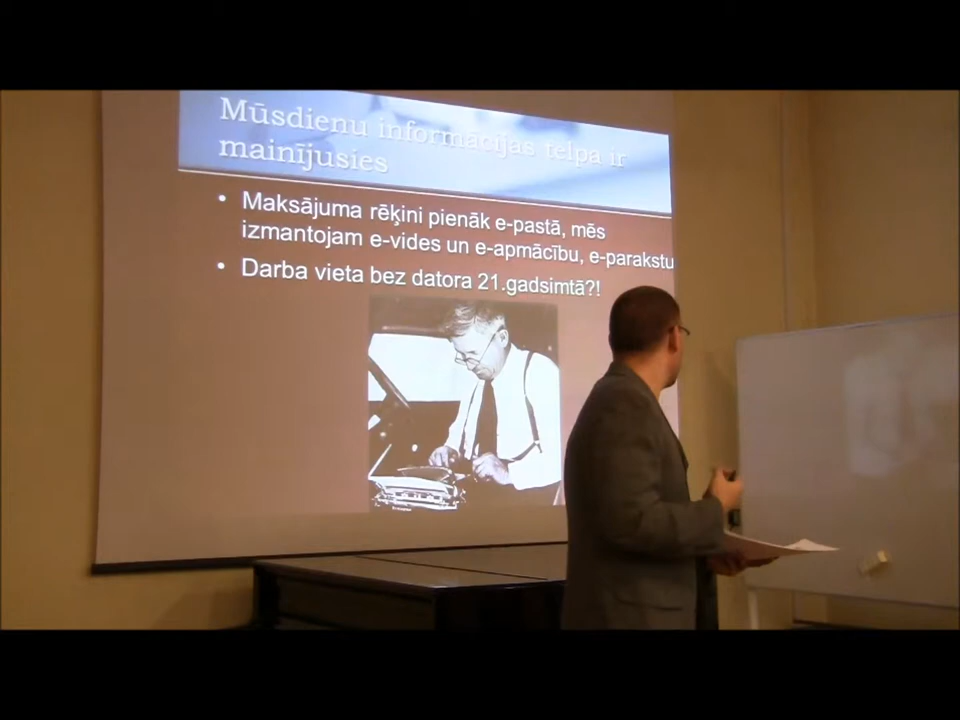 Mūsdienu informācijas telpa ir
mainījusies
• Maksājuma rēķini pienāk e-pastā, mēs
izmantojam e-vides un e-apmācību, e-parakstu
• Darba vieta bez datora 21.gadsimtā?!